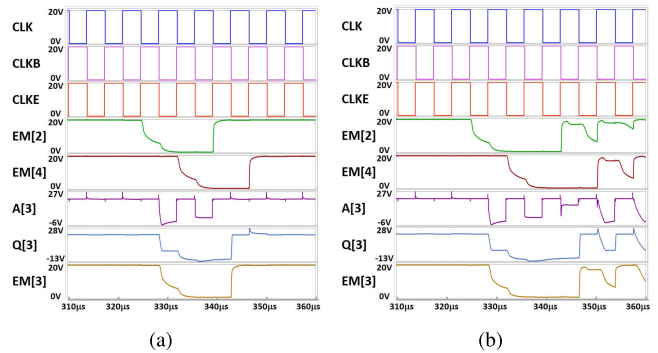 20V
CLK
0V
20V
CLKB
0V
20V
CLKE
0V
20V
EM[2]
0V
20V
EM[4]
0V
27V
A[3]
-6V
28V
Q[3]
-13V
20V
EM[3]
0V
310μs 320μs 330μs 340μs 350μs 360μs
(a)
20V
CLK
0V
20V
CLKB
0V
20V
CLKE
0V
20V
EM[2]
0V
20V
EM[4]
0V
27V
A[3]
-6V
28V
Q[3]
-13V
20V
EM[3]
0V
310μs 320μs 330μs 340μs 350μs 360μs
(b)